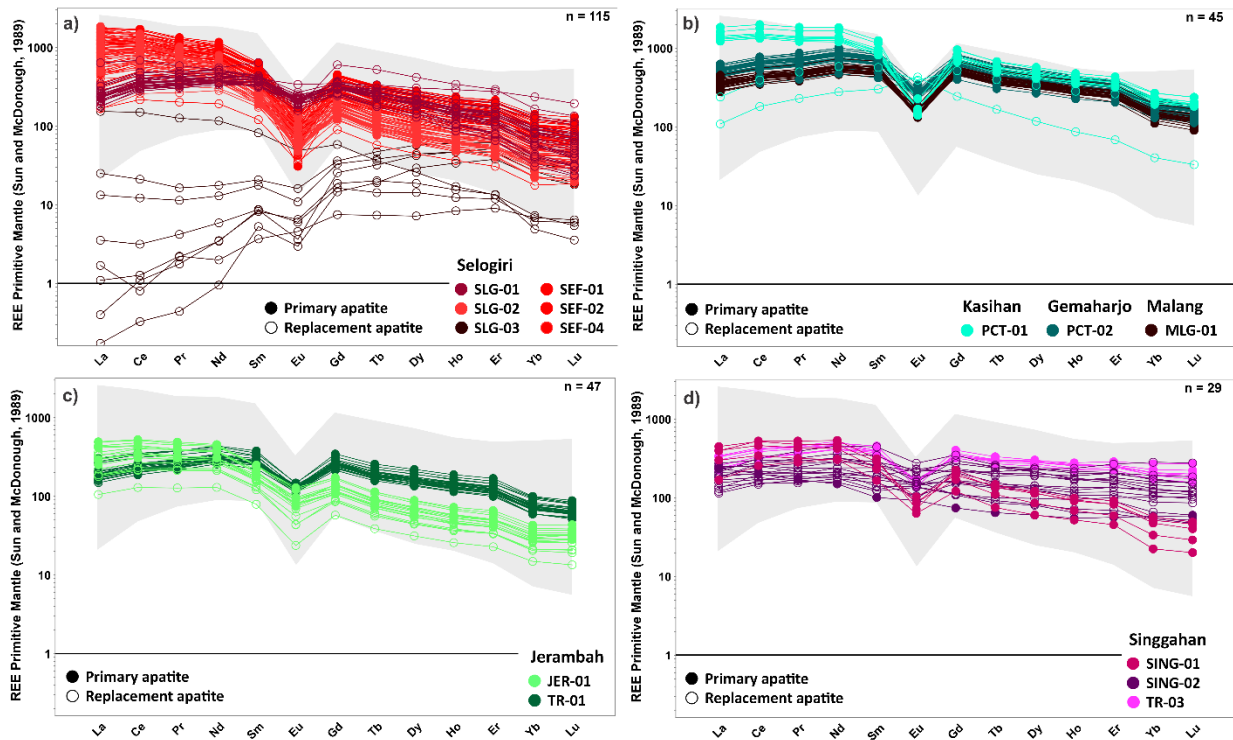 a)
n = 115
REE Primitive Mantle (Sun and McDonough, 1989)
1000
100
10
1
Selogiri
Primary apatite
Replacement apatite
SLG-01
SLG-02
SLG-03
SEF-01
SEF-02
SEF-04
La Ce Pr Nd Sm Eu Gd Tb Dy Ho Er Yb Lu
b)
n = 45
REE Primitive Mantle (Sun and McDonough, 1989)
1000
100
10
1
Primary apatite
Replacement apatite
Kasihan Gemaharjo Malang
PCT-01 PCT-02 MLG-01
La Ce Pr Nd Sm Eu Gd Tb Dy Ho Er Yb Lu
c)
n = 47
REE Primitive Mantle (Sun and McDonough, 1989)
1000
100
10
1
Primary apatite
Replacement apatite
Jerambah
JER-01
TR-01
La Ce Pr Nd Sm Eu Gd Tb Dy Ho Er Yb Lu
d)
n = 29
REE Primitive Mantle (Sun and McDonough, 1989)
1000
100
10
1
Primary apatite
Replacement apatite
Singgahan
SING-01
SING-02
TR-03
La Ce Pr Nd Sm Eu Gd Tb Dy Ho Er Yb Lu